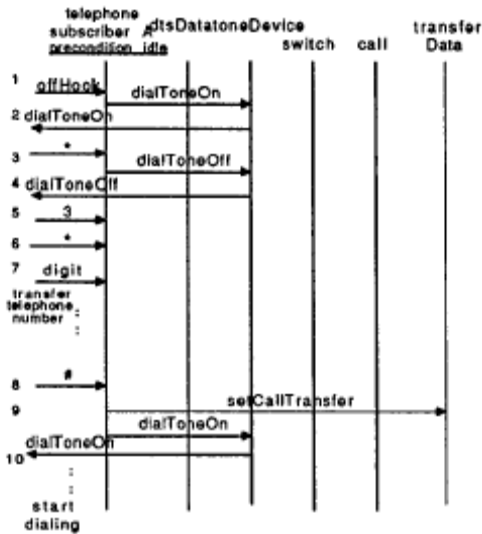 telephone
subscriber A dtsDatatoneDevice
precondition idle
switch call transfer Data
1 offHock
dialToneOn
2 dialToneOn
3 *
dialToneOff
4 dialToneOff
5 3
6 *
7 digit
transfer
telephone
number
8 #
9 setCallTransfer
dialToneOn
dialToneOn
10
start
dialing